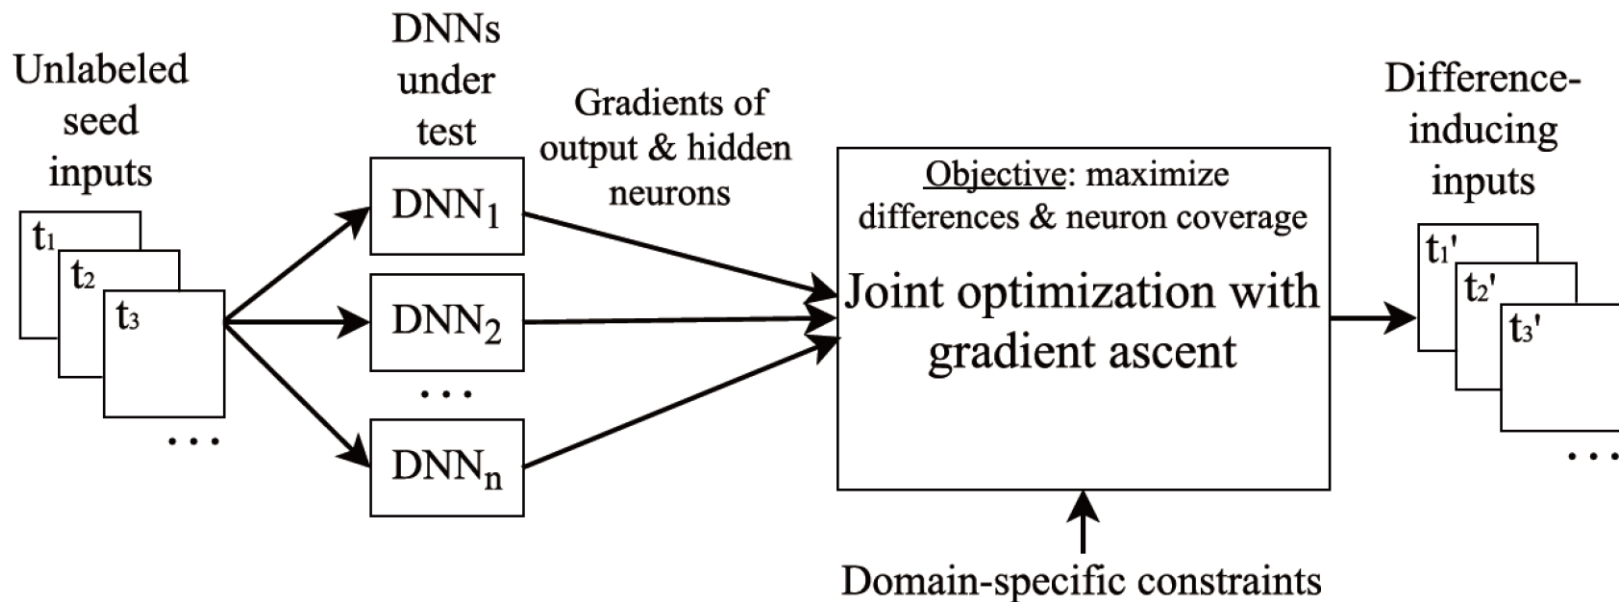 Unlabeled
seed
inputs
t1
t2
t3
...
DNNs
under
test
DNN1
DNN2
...
DNNn
Gradients of
output & hidden
neurons
Objective: maximize
differences & neuron coverage
Joint optimization with
gradient ascent
Domain-specific constraints
Difference-
inducing
inputs
t1'
t2'
t3'
...